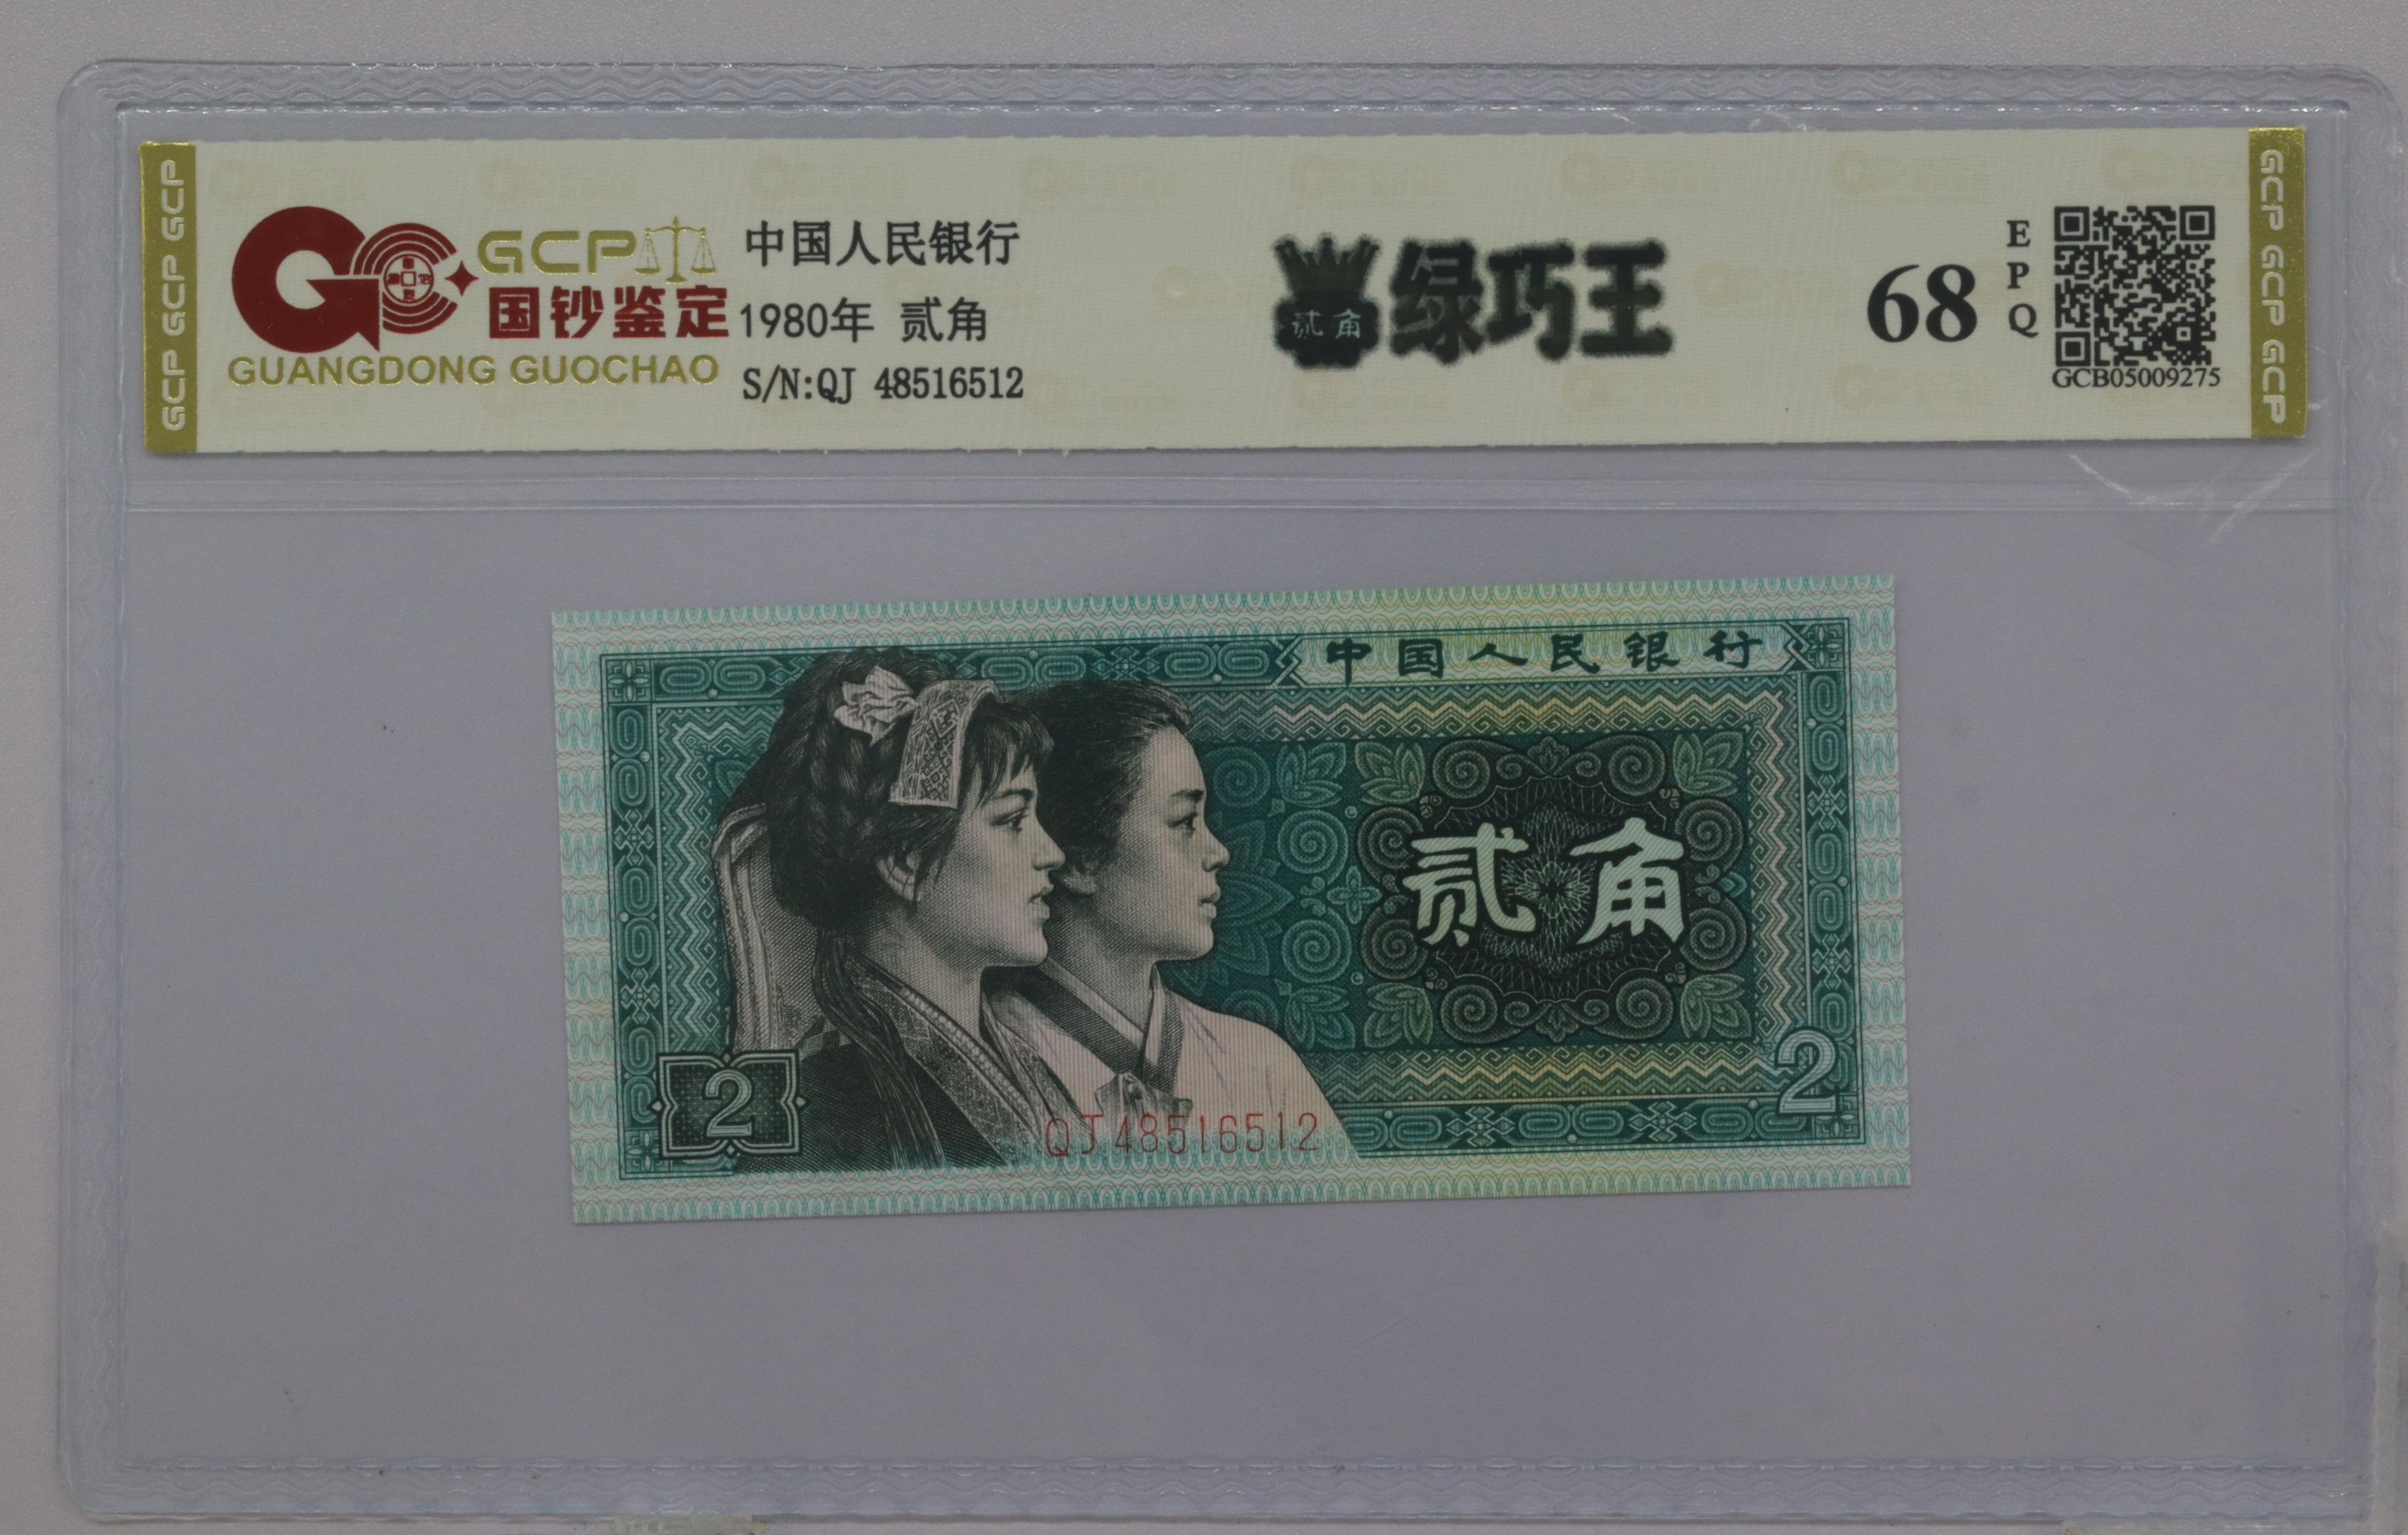 GCP GCP GCP
GCP
国钞鉴定
GUANGDONG GUOCHAO
中国人民银行
1980年 贰角
S/N:QJ 48516512
贰角
绿巧王
68
EPQ
GCB05009275
GCP GCP GCP
中国人民银行
贰角
2
2
QJ48516512